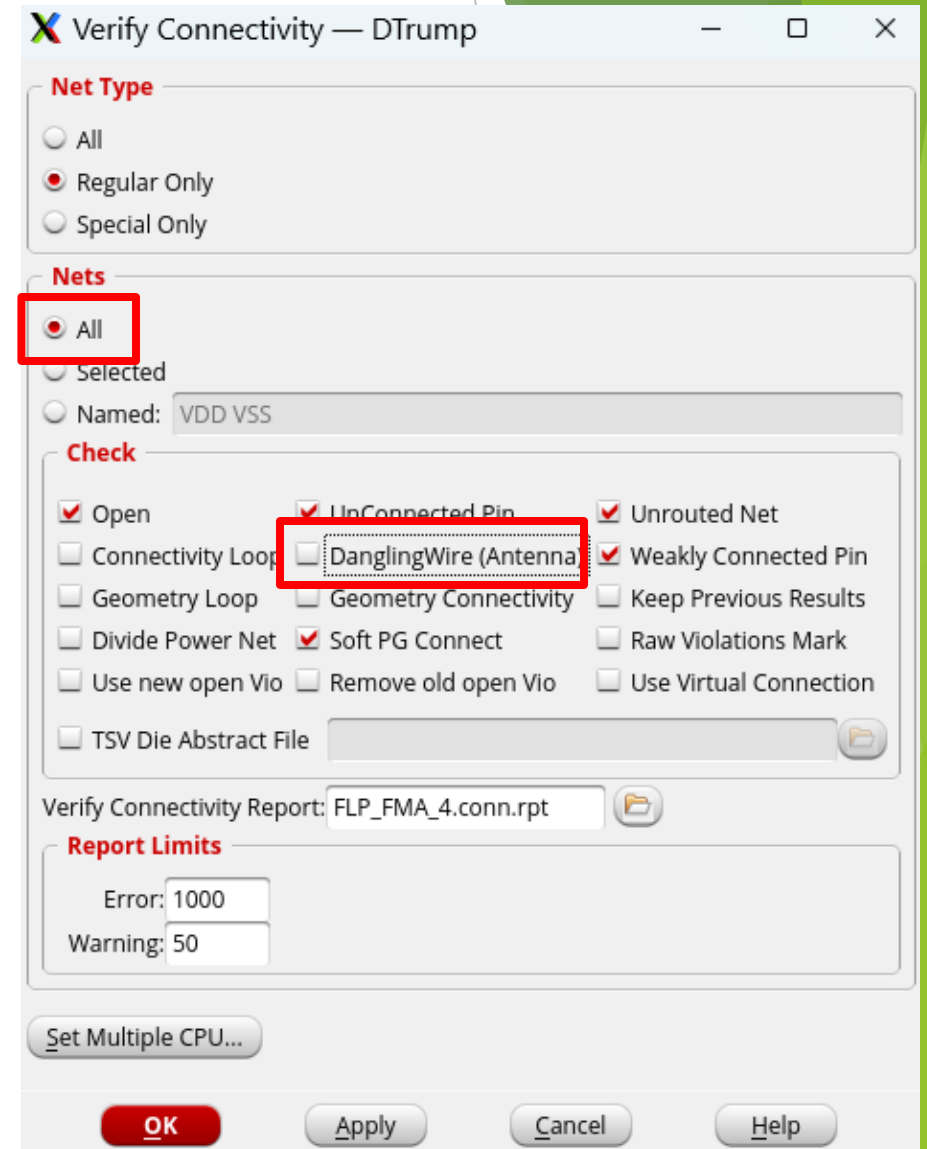 Verify Connectivity — DTrump
Net Type
All
Regular Only
Special Only
Nets
All
Selected
Named: VDD VSS
Check
Open UnConnected Pin Unrouted Net
Connectivity Loop DanglingWire (Antenna) Weakly Connected Pin
Geometry Loop Geometry Connectivity Keep Previous Results
Divide Power Net Soft PG Connect Raw Violations Mark
Use new open Vio Remove old open Vio Use Virtual Connection
TSV Die Abstract File
Verify Connectivity Report: FLP_FMA_4.conn.rpt
Report Limits
Error: 1000
Warning: 50
Set Multiple CPU...
OK Apply Cancel Help